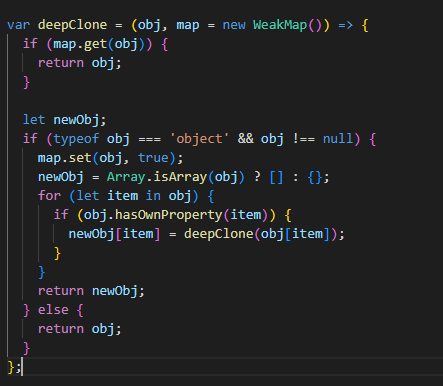 var deepClone = (obj, map = new WeakMap()) => {
  if (map.get(obj)) {
    return obj;
  }

  let newObj;
  if (typeof obj === 'object' && obj !== null) {
    map.set(obj, true);
    newObj = Array.isArray(obj) ? [] : {};
    for (let item in obj) {
      if (obj.hasOwnProperty(item)) {
        newObj[item] = deepClone(obj[item]);
      }
    }
    return newObj;
  } else {
    return obj;
  }
};